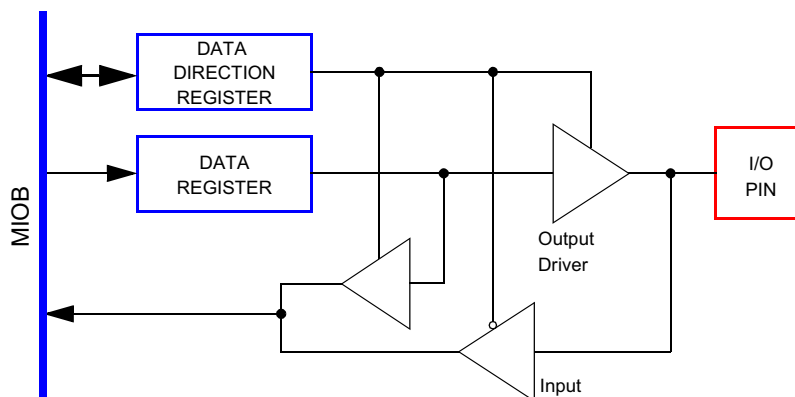 DATA
DIRECTION
REGISTER
DATA
REGISTER
I/O
PIN
MIOB
Output
Driver
Input